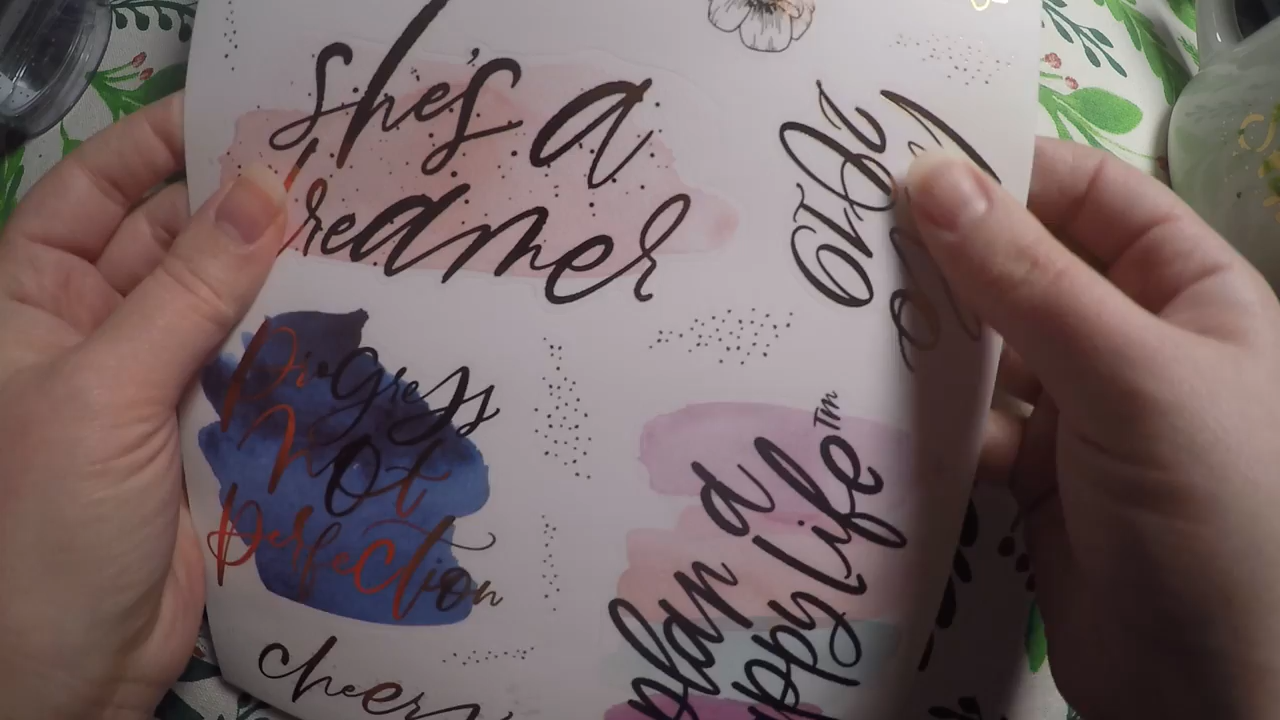 she's a
dreamer
Progress
Not
Perfection
plan a
happy life™
cheers